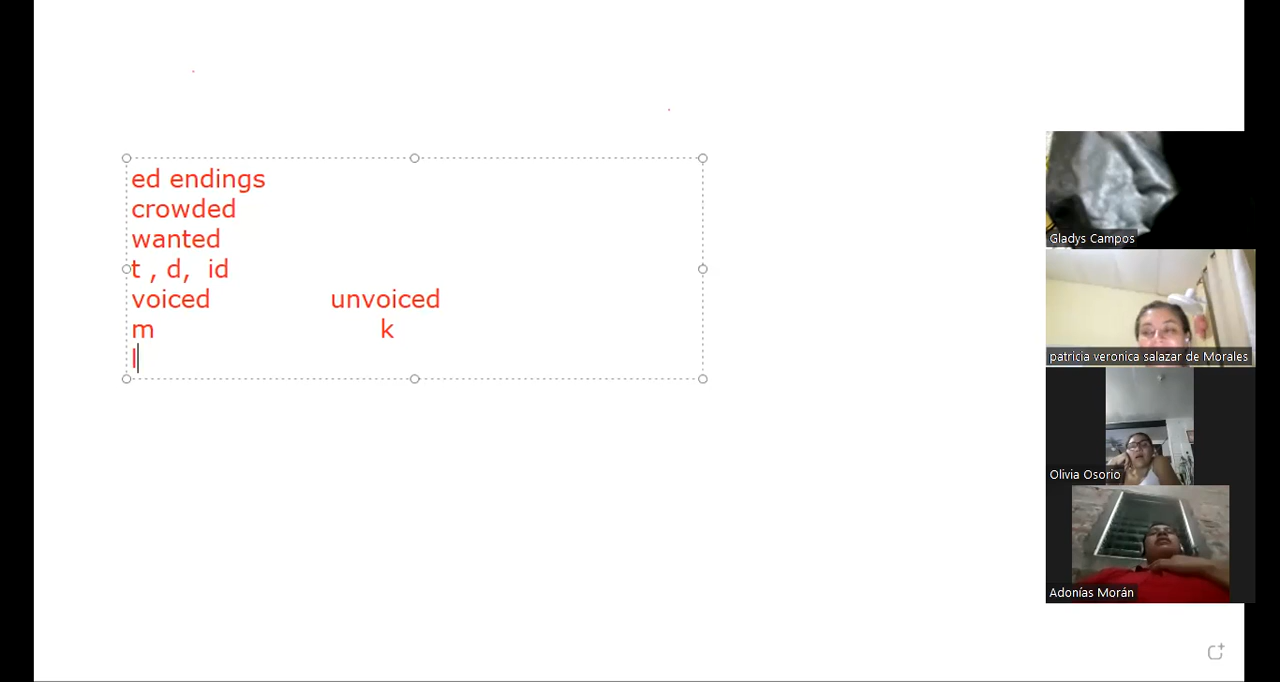 ed endings
crowded
wanted
t , d,  id
voiced unvoiced
m k
l
Gladys Campos
patricia veronica salazar de Morales
Olivia Osorio
Adonías Morán